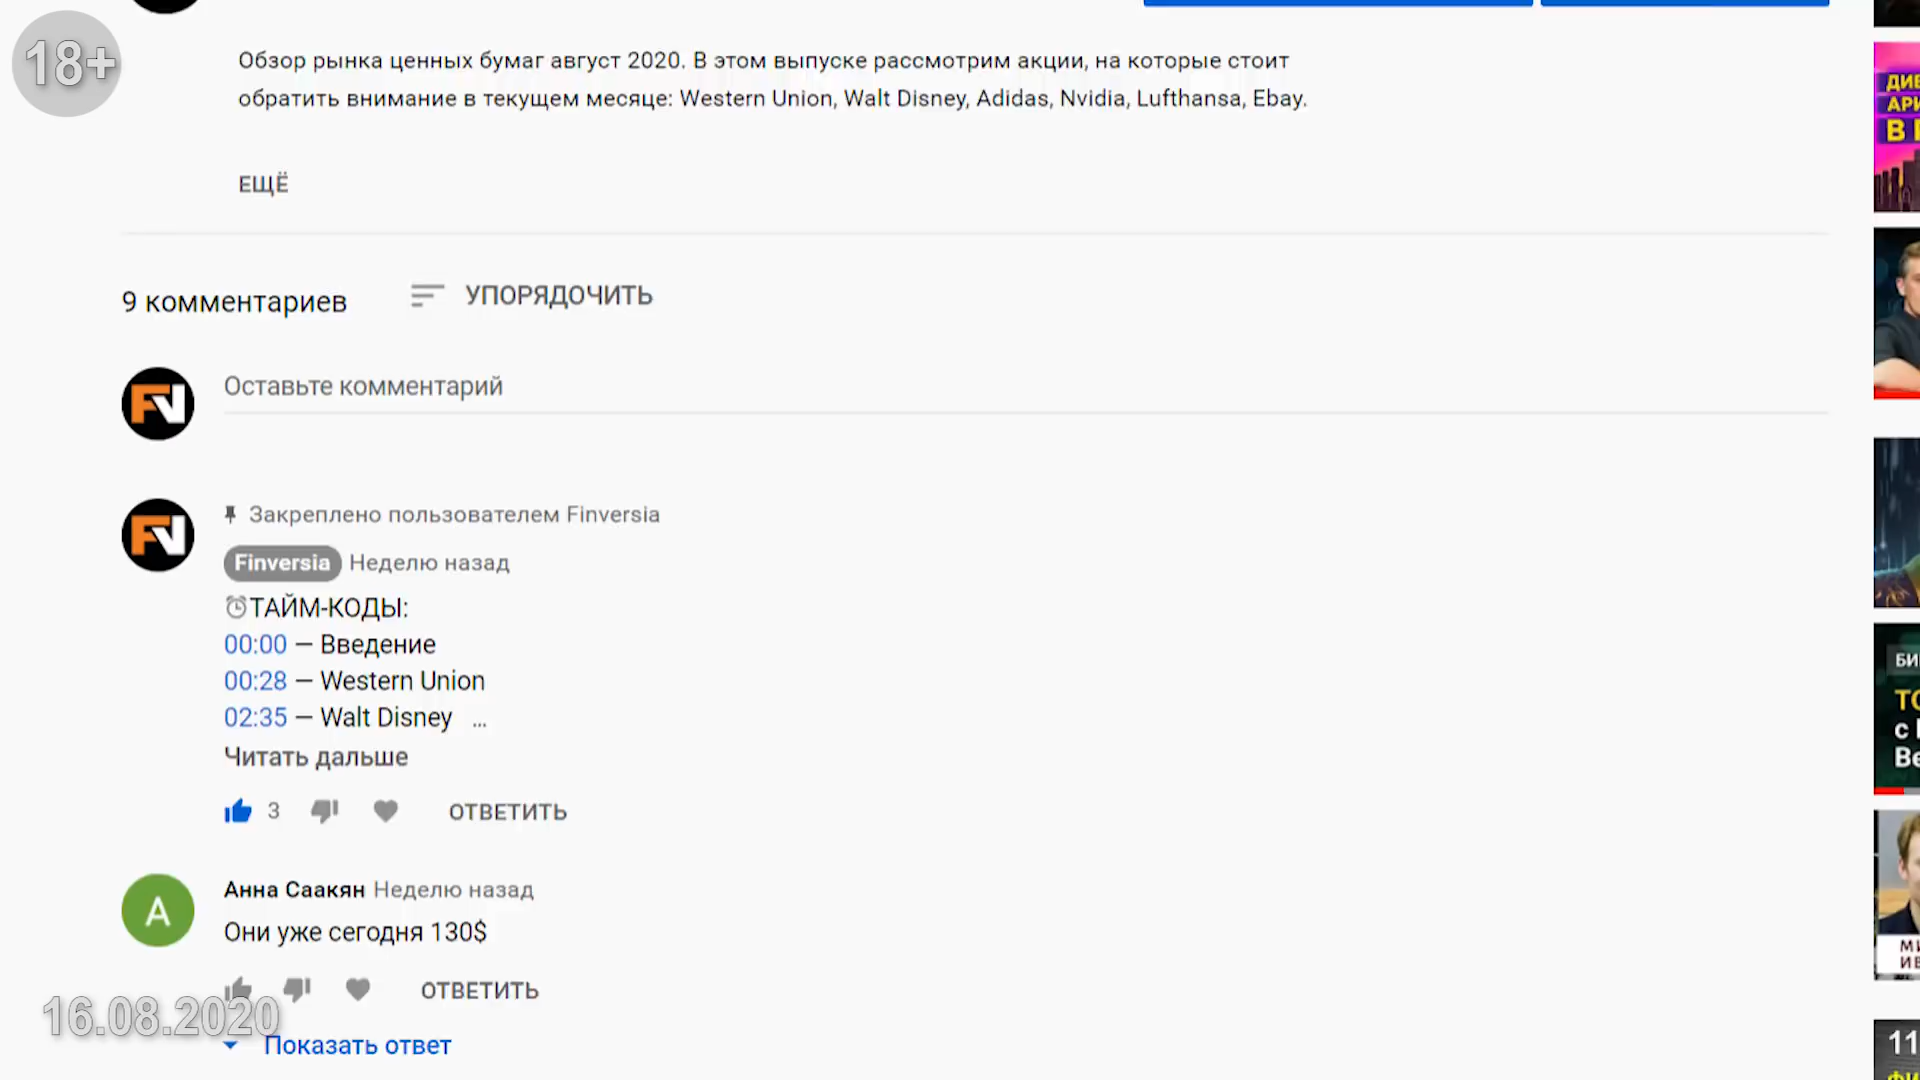 18+
Обзор рынка ценных бумаг август 2020. В этом выпуске рассмотрим акции, на которые стоит
обратить внимание в текущем месяце: Western Union, Walt Disney, Adidas, Nvidia, Lufthansa, Ebay.
ЕЩЁ
9 комментариев
УПОРЯДОЧИТЬ
FN
Оставьте комментарий
FN
Закреплено пользователем Finversia
Finversia Неделю назад
ТАЙМ-КОДЫ:
00:00 — Введение
00:28 — Western Union
02:35 — Walt Disney ...
Читать дальше
3
ОТВЕТИТЬ
A
Анна Саакян Неделю назад
Они уже сегодня 130$
ОТВЕТИТЬ
16.08.2020
Показать ответ
В
с
11